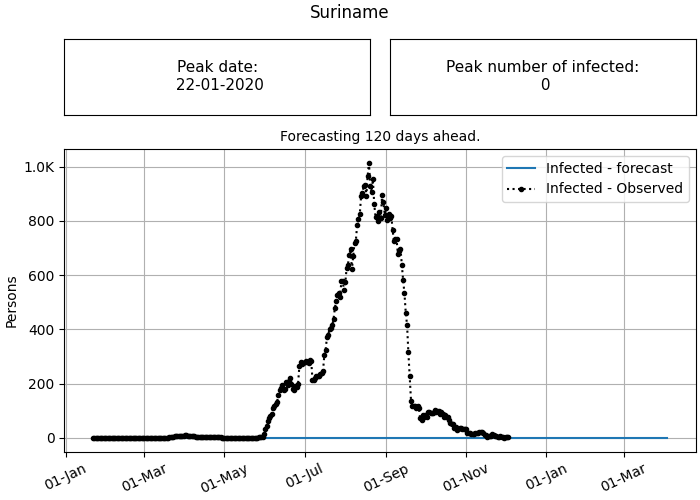 Suriname
Peak date:
22-01-2020
Peak number of infected:
0
Forecasting 120 days ahead.
Infected - forecast
Infected - Observed
Persons
1.0K
800
600
400
200
0
01-Jan
01-Mar
01-May
01-Jul
01-Sep
01-Nov
01-Jan
01-Mar